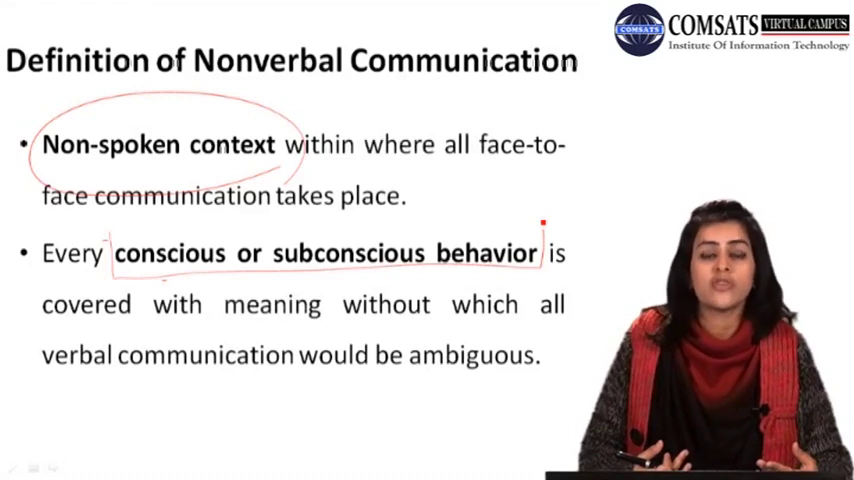 COMSATS VIRTUAL CAMPUS
COMSATS
Institute Of Information Technology
Definition of Nonverbal Communication
• Non-spoken context within where all face-to-
face communication takes place.
• Every conscious or subconscious behavior is
covered with meaning without which all
verbal communication would be ambiguous.